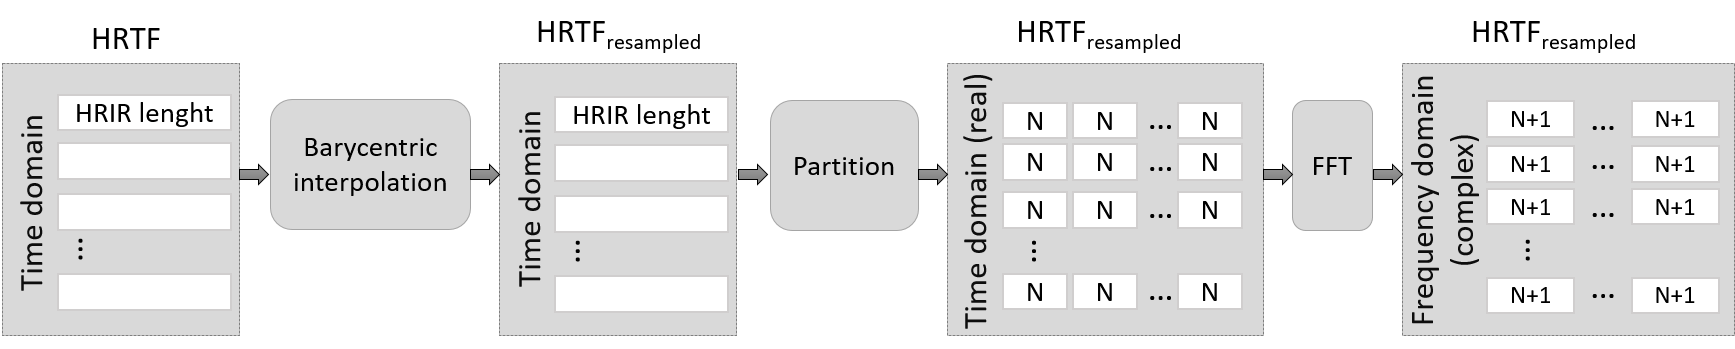 HRTF
Time domain
HRIR lenght
...
Barycentric
interpolation
HRTFresampled
Time domain
HRIR lenght
...
Partition
HRTFresampled
Time domain (real)
N N ... N
N N ... N
N N ... N
...
N N ... N
FFT
HRTFresampled
Frequency domain
(complex)
N+1 ... N+1
N+1 ... N+1
N+1 ... N+1
...
N+1 ... N+1